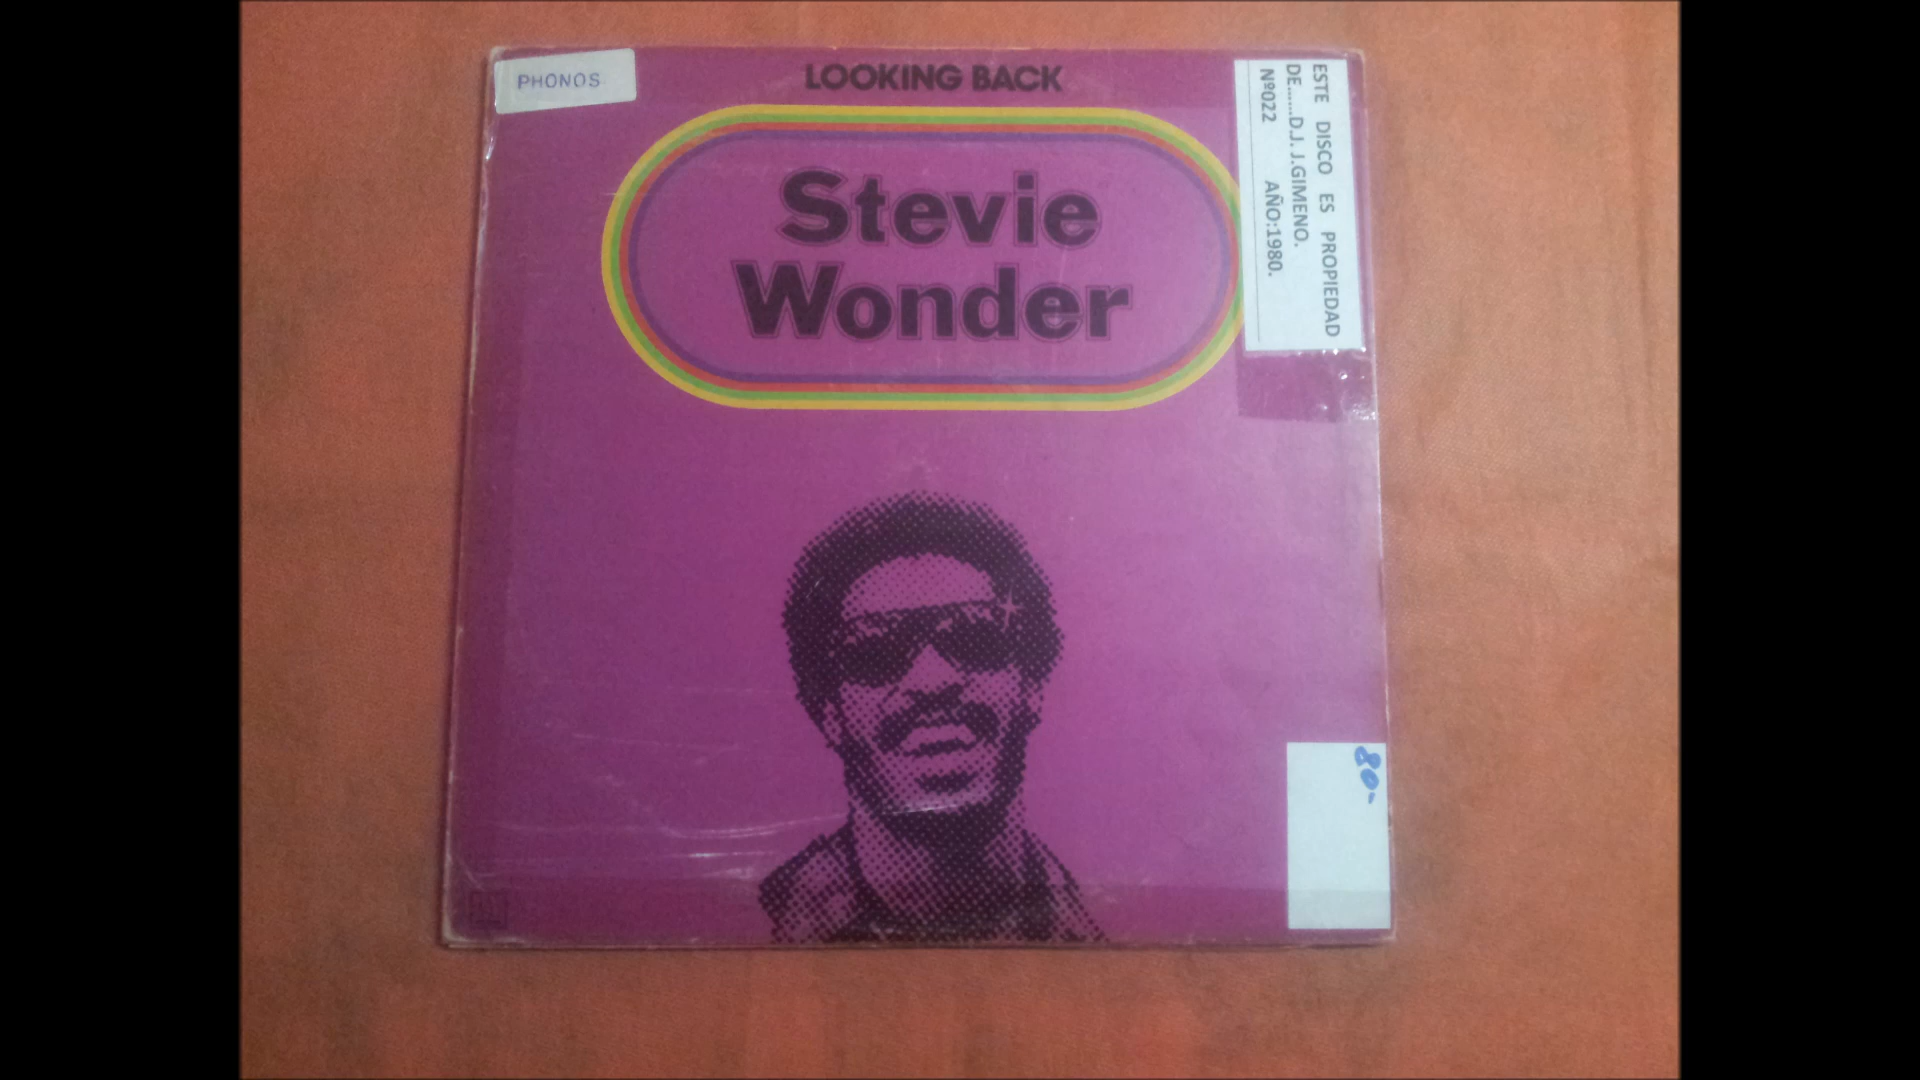 PHONOS
LOOKING BACK
Stevie
Wonder
ESTE DISCO ES PROPIEDAD
DE......D.J. J.GIMENO.
Nº022 AÑO:1980.
80-